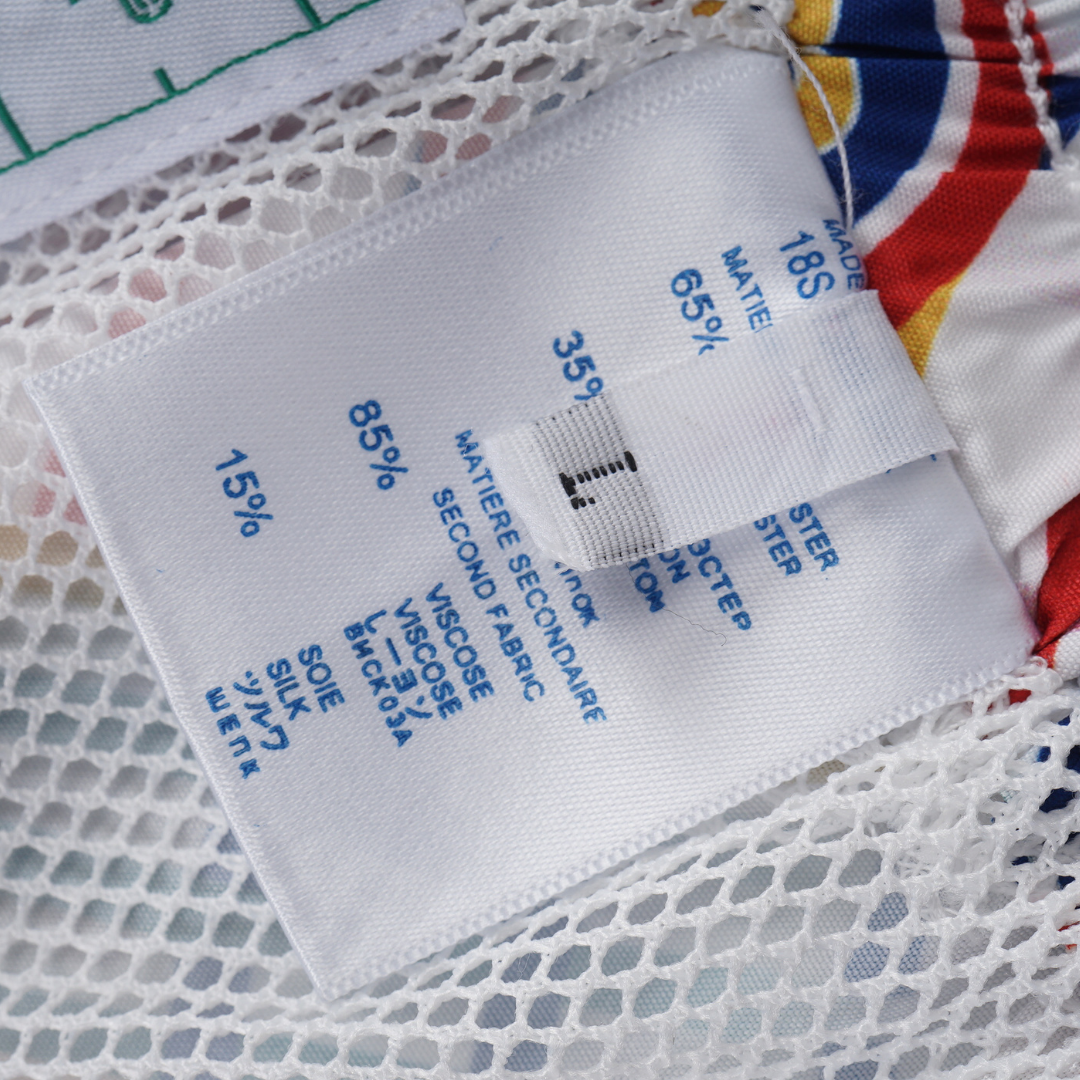 MADE
18S
MATIE
65%
STER
STER
ЭСТЕР
35%
ON
TON
ПОК
MATIERE SECONDAIRE
SECOND FABRIC
85%
VISCOSE
VISCOSE
レーヨン
ВИСКОЗА
15%
SOIE
SILK
シルク
ШЕЛК
L